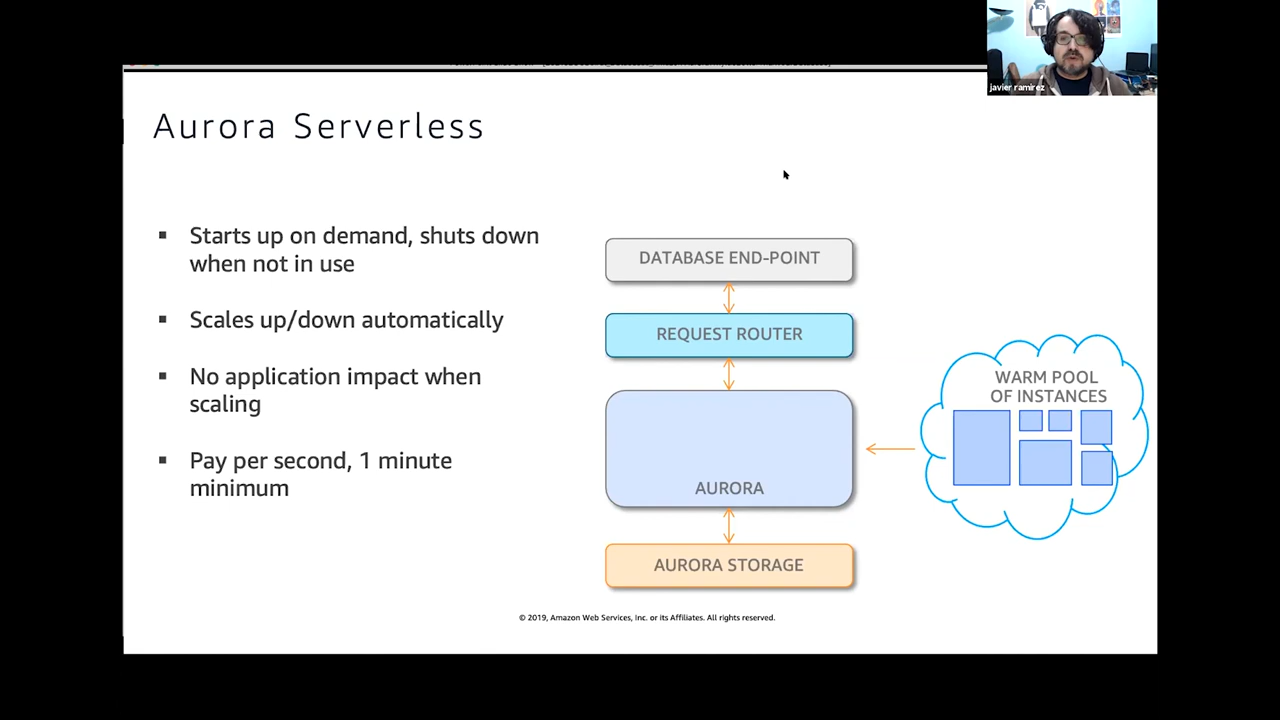 javier ramirez
Aurora Serverless
▪ Starts up on demand, shuts down
when not in use
▪ Scales up/down automatically
▪ No application impact when
scaling
▪ Pay per second, 1 minute
minimum
DATABASE END-POINT
REQUEST ROUTER
AURORA
AURORA STORAGE
WARM POOL
OF INSTANCES
© 2019, Amazon Web Services, Inc. or its Affiliates. All rights reserved.